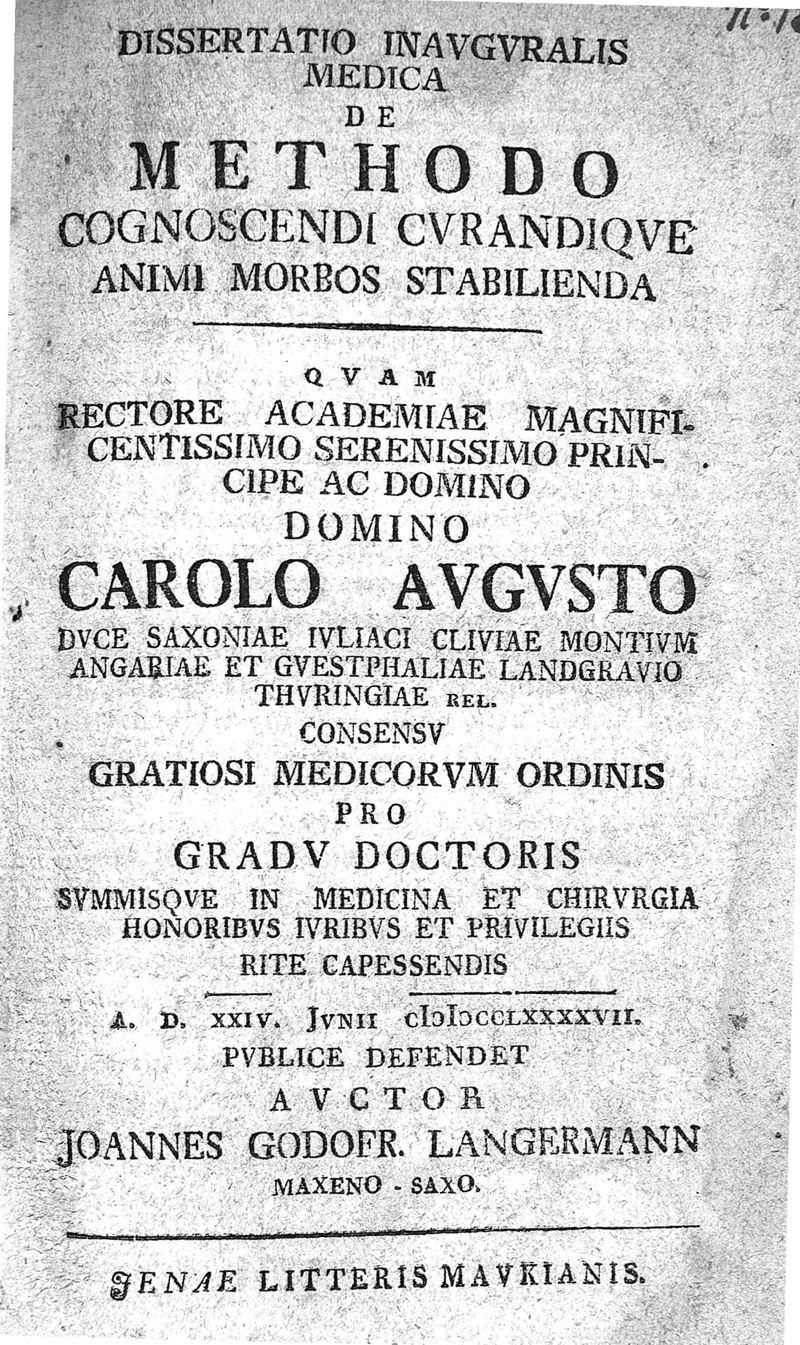 DISSERTATIO INAVGVRALIS
MEDICA
DE
METHODO
COGNOSCENDI CVRANDIQVE
ANIMI MORBOS STABILIENDA
QVAM
RECTORE ACADEMIAE MAGNIFI-
CENTISSIMO SERENISSIMO PRIN-
CIPE AC DOMINO
DOMINO
CAROLO AVGVSTO
DVCE SAXONIAE IVLIACI CLIVIAE MONTIVM
ANGARIAE ET GVESTPHALIAE LANDGRAVIO
THVRINGIAE REL.
CONSENSV
GRATIOSI MEDICORVM ORDINIS
PRO
GRADV DOCTORIS
SVMMISQVE IN MEDICINA ET CHIRVRGIA
HONORIBVS IVRIBVS ET PRIVILEGIIS
RITE CAPESSENDIS
A. D. XXIV. JVNII cIↄIↄCCLXXXXVII.
PVBLICE DEFENDET
AVCTOR
JOANNES GODOFR. LANGERMANN
MAXENO - SAXO.
JENAE LITTERIS MAVKIANIS.